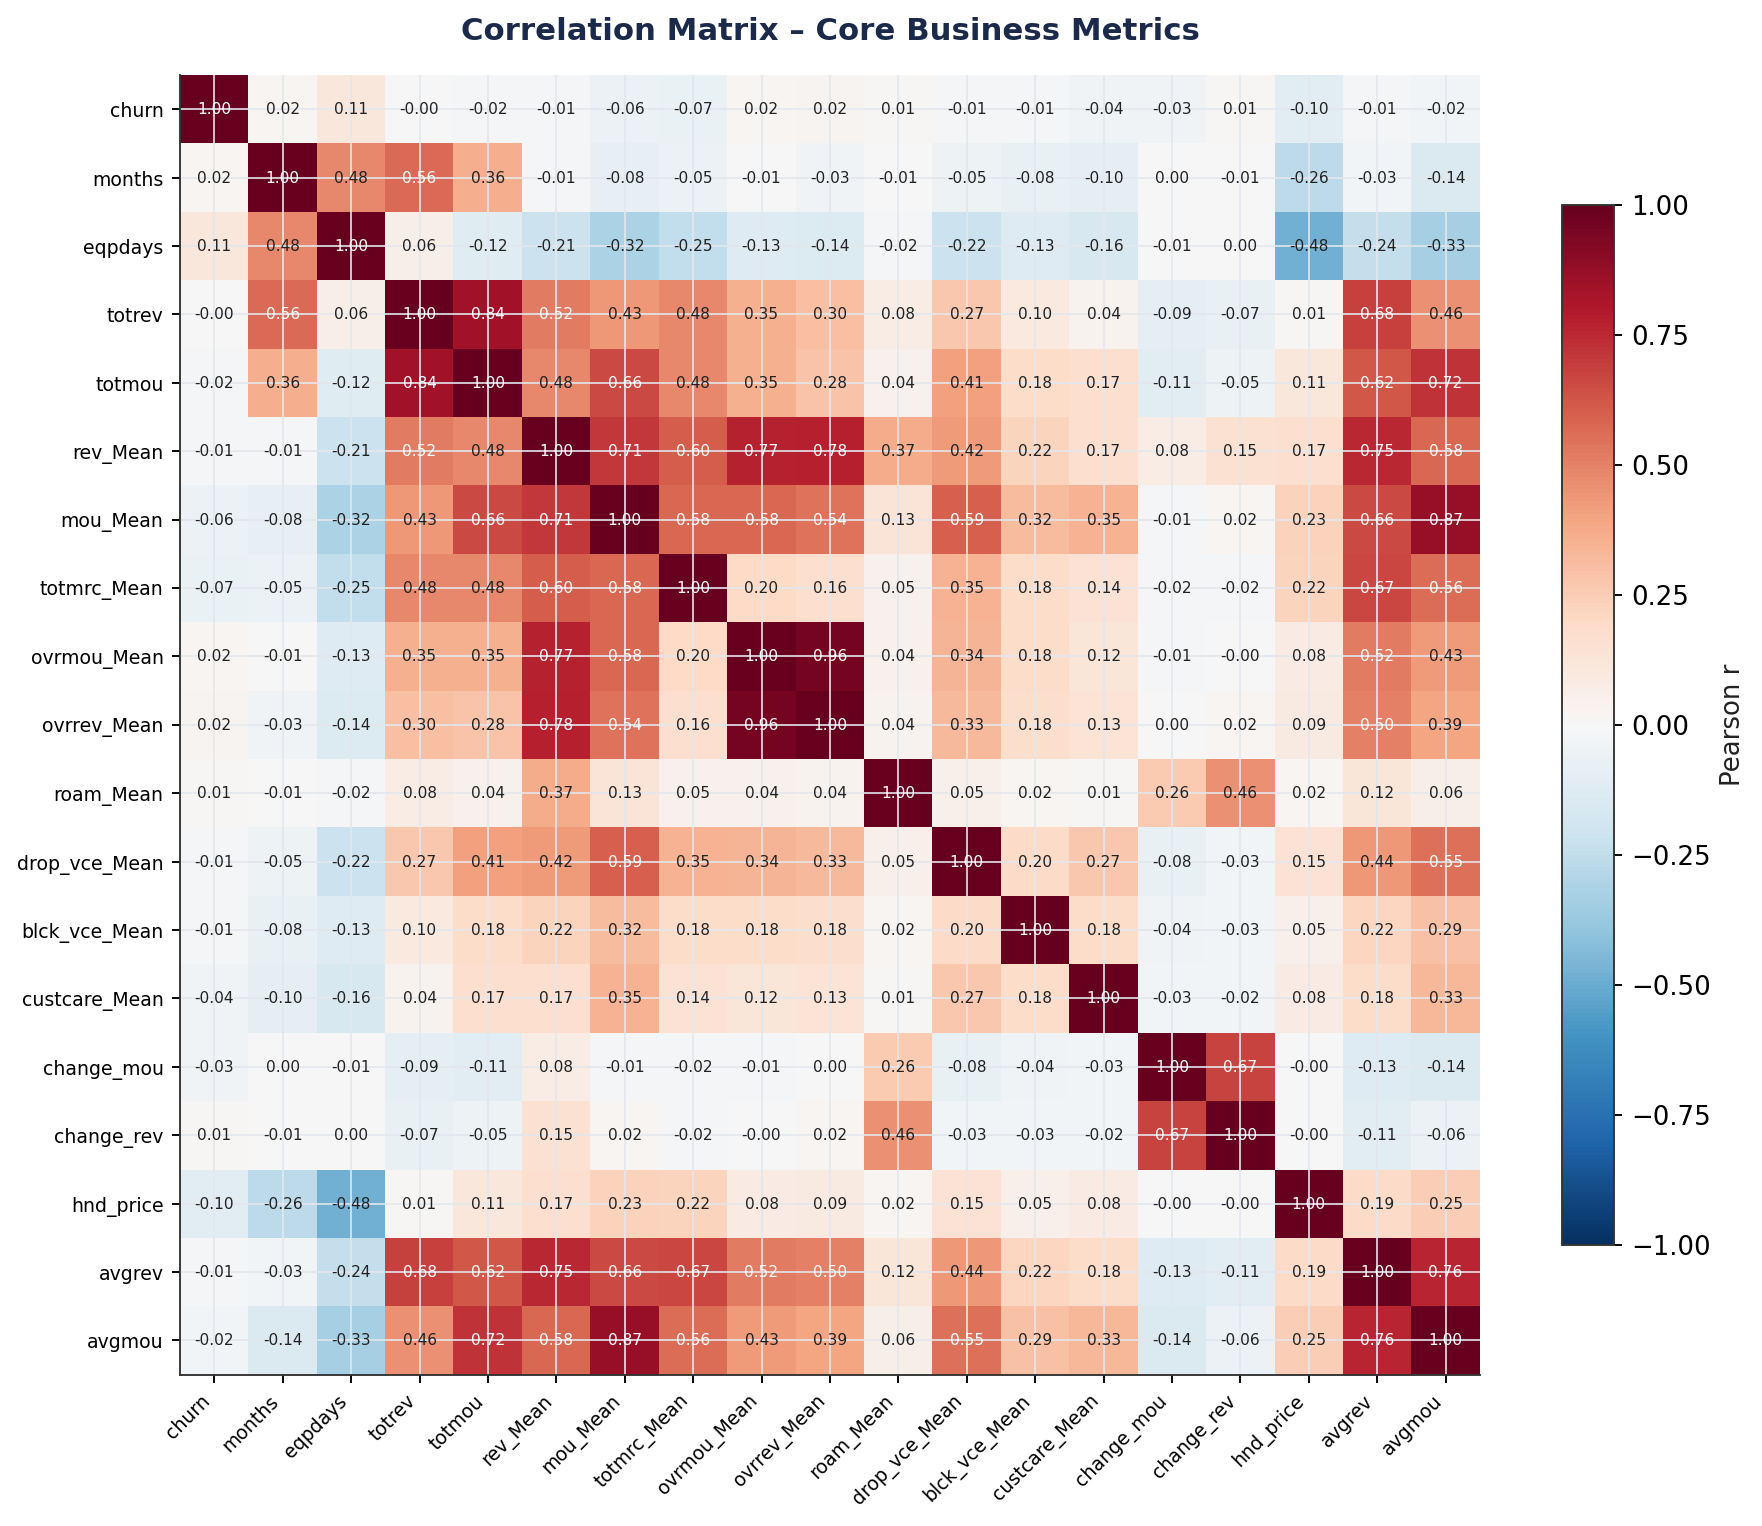 Correlation Matrix – Core Business Metrics
churn 1.00 0.02 0.11 -0.00 -0.02 -0.01 -0.06 -0.07 0.02 0.02 0.01 -0.01 -0.01 -0.04 -0.03 0.01 -0.10 -0.01 -0.02
months 0.02 1.00 0.48 0.56 0.36 -0.01 -0.08 -0.05 -0.01 -0.03 -0.01 -0.05 -0.08 -0.10 0.00 -0.01 -0.26 -0.03 -0.14
eqpdays 0.11 0.48 1.00 0.06 -0.12 -0.21 -0.32 -0.25 -0.13 -0.14 -0.02 -0.22 -0.13 -0.16 -0.01 0.00 -0.48 -0.24 -0.33
totrev -0.00 0.56 0.06 1.00 0.84 0.52 0.43 0.48 0.35 0.30 0.08 0.27 0.10 0.04 -0.09 -0.07 0.01 0.68 0.46
totmou -0.02 0.36 -0.12 0.84 1.00 0.48 0.66 0.48 0.35 0.28 0.04 0.41 0.18 0.17 -0.11 -0.05 0.11 0.62 0.72
rev_Mean -0.01 -0.01 -0.21 0.52 0.48 1.00 0.71 0.60 0.77 0.78 0.37 0.42 0.22 0.17 0.08 0.15 0.17 0.75 0.58
mou_Mean -0.06 -0.08 -0.32 0.43 0.66 0.71 1.00 0.58 0.58 0.54 0.13 0.59 0.32 0.35 -0.01 0.02 0.23 0.66 0.87
totmrc_Mean -0.07 -0.05 -0.25 0.48 0.48 0.60 0.58 1.00 0.20 0.16 0.05 0.35 0.18 0.14 -0.02 -0.02 0.22 0.67 0.56
ovrmou_Mean 0.02 -0.01 -0.13 0.35 0.35 0.77 0.58 0.20 1.00 0.96 0.04 0.34 0.18 0.12 -0.01 -0.00 0.08 0.52 0.43
ovrrev_Mean 0.02 -0.03 -0.14 0.30 0.28 0.78 0.54 0.16 0.96 1.00 0.04 0.33 0.18 0.13 0.00 0.02 0.09 0.50 0.39
roam_Mean 0.01 -0.01 -0.02 0.08 0.04 0.37 0.13 0.05 0.04 0.04 1.00 0.05 0.02 0.01 0.26 0.46 0.02 0.12 0.06
drop_vce_Mean -0.01 -0.05 -0.22 0.27 0.41 0.42 0.59 0.35 0.34 0.33 0.05 1.00 0.20 0.27 -0.08 -0.03 0.15 0.44 0.55
blck_vce_Mean -0.01 -0.08 -0.13 0.10 0.18 0.22 0.32 0.18 0.18 0.18 0.02 0.20 1.00 0.18 -0.04 -0.03 0.05 0.22 0.29
custcare_Mean -0.04 -0.10 -0.16 0.04 0.17 0.17 0.35 0.14 0.12 0.13 0.01 0.27 0.18 1.00 -0.03 -0.02 0.08 0.18 0.33
change_mou -0.03 0.00 -0.01 -0.09 -0.11 0.08 -0.01 -0.02 -0.01 0.00 0.26 -0.08 -0.04 -0.03 1.00 0.67 -0.00 -0.13 -0.14
change_rev 0.01 -0.01 0.00 -0.07 -0.05 0.15 0.02 -0.02 -0.00 0.02 0.46 -0.03 -0.03 -0.02 0.67 1.00 -0.00 -0.11 -0.06
hnd_price -0.10 -0.26 -0.48 0.01 0.11 0.17 0.23 0.22 0.08 0.09 0.02 0.15 0.05 0.08 -0.00 -0.00 1.00 0.19 0.25
avgrev -0.01 -0.03 -0.24 0.68 0.62 0.75 0.66 0.67 0.52 0.50 0.12 0.44 0.22 0.18 -0.13 -0.11 0.19 1.00 0.76
avgmou -0.02 -0.14 -0.33 0.46 0.72 0.58 0.87 0.56 0.43 0.39 0.06 0.55 0.29 0.33 -0.14 -0.06 0.25 0.76 1.00
churn months eqpdays totrev totmou rev_Mean mou_Mean totmrc_Mean ovrmou_Mean ovrrev_Mean roam_Mean drop_vce_Mean blck_vce_Mean custcare_Mean change_mou change_rev hnd_price avgrev avgmou
1.00
0.75
0.50
0.25
0.00
−0.25
−0.50
−0.75
−1.00
Pearson r